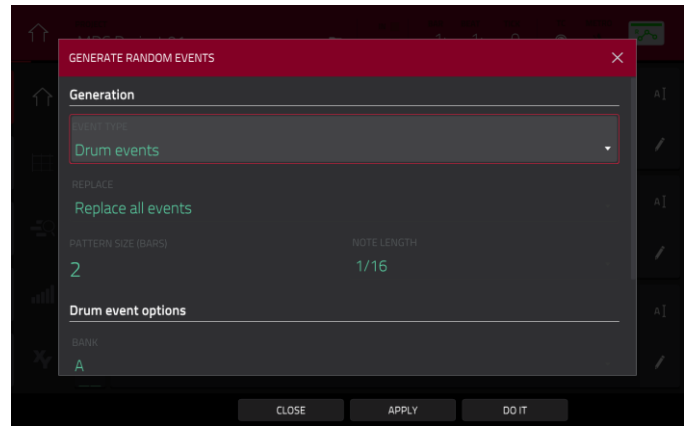 GENERATE RANDOM EVENTS
Generation
EVENT TYPE
Drum events
REPLACE
Replace all events
PATTERN SIZE (BARS) NOTE LENGTH
2 1/16
Drum event options
BANK
A
CLOSE APPLY DO IT